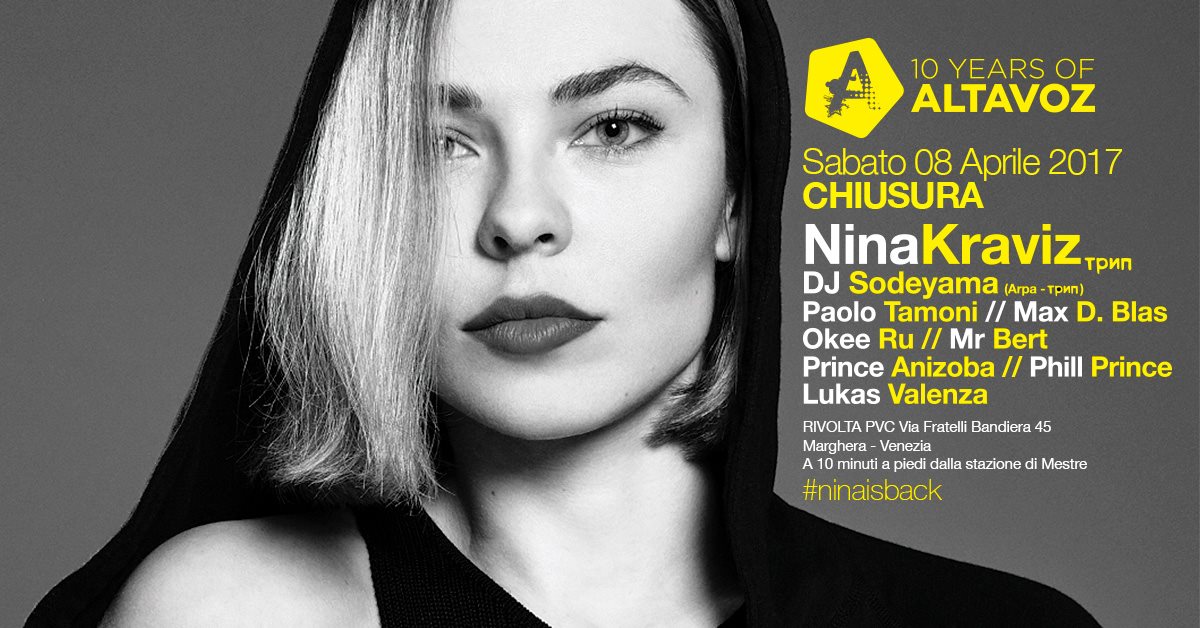 10 YEARS OF
ALTAVOZ
Sabato 08 Aprile 2017
CHIUSURA
NinaKraviz трип
DJ Sodeyama (Arpa - трип)
Paolo Tamoni // Max D. Blas
Okee Ru // Mr Bert
Prince Anizoba // Phill Prince
Lukas Valenza
RIVOLTA PVC Via Fratelli Bandiera 45
Marghera - Venezia
A 10 minuti a piedi dalla stazione di Mestre
#ninaisback